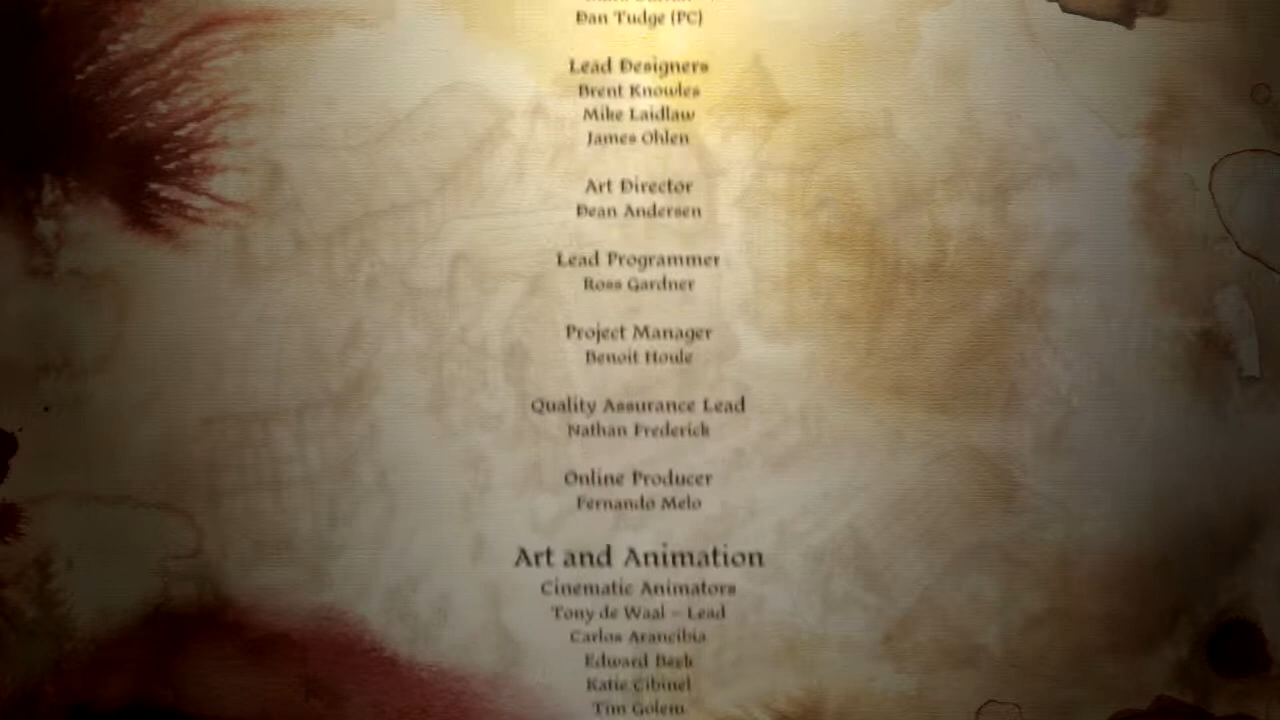 Dan Tudge (PC)
Lead Designers
Brent Knowles
Mike Laidlaw
James Ohlen
Art Director
Dean Andersen
Lead Programmer
Ross Gardner
Project Manager
Benoit Houle
Quality Assurance Lead
Nathan Frederick
Online Producer
Fernando Melo
Art and Animation
Cinematic Animators
Tony de Waal - Lead
Carlos Arancibia
Edward Beek
Katie Cibinel
Tim Golem